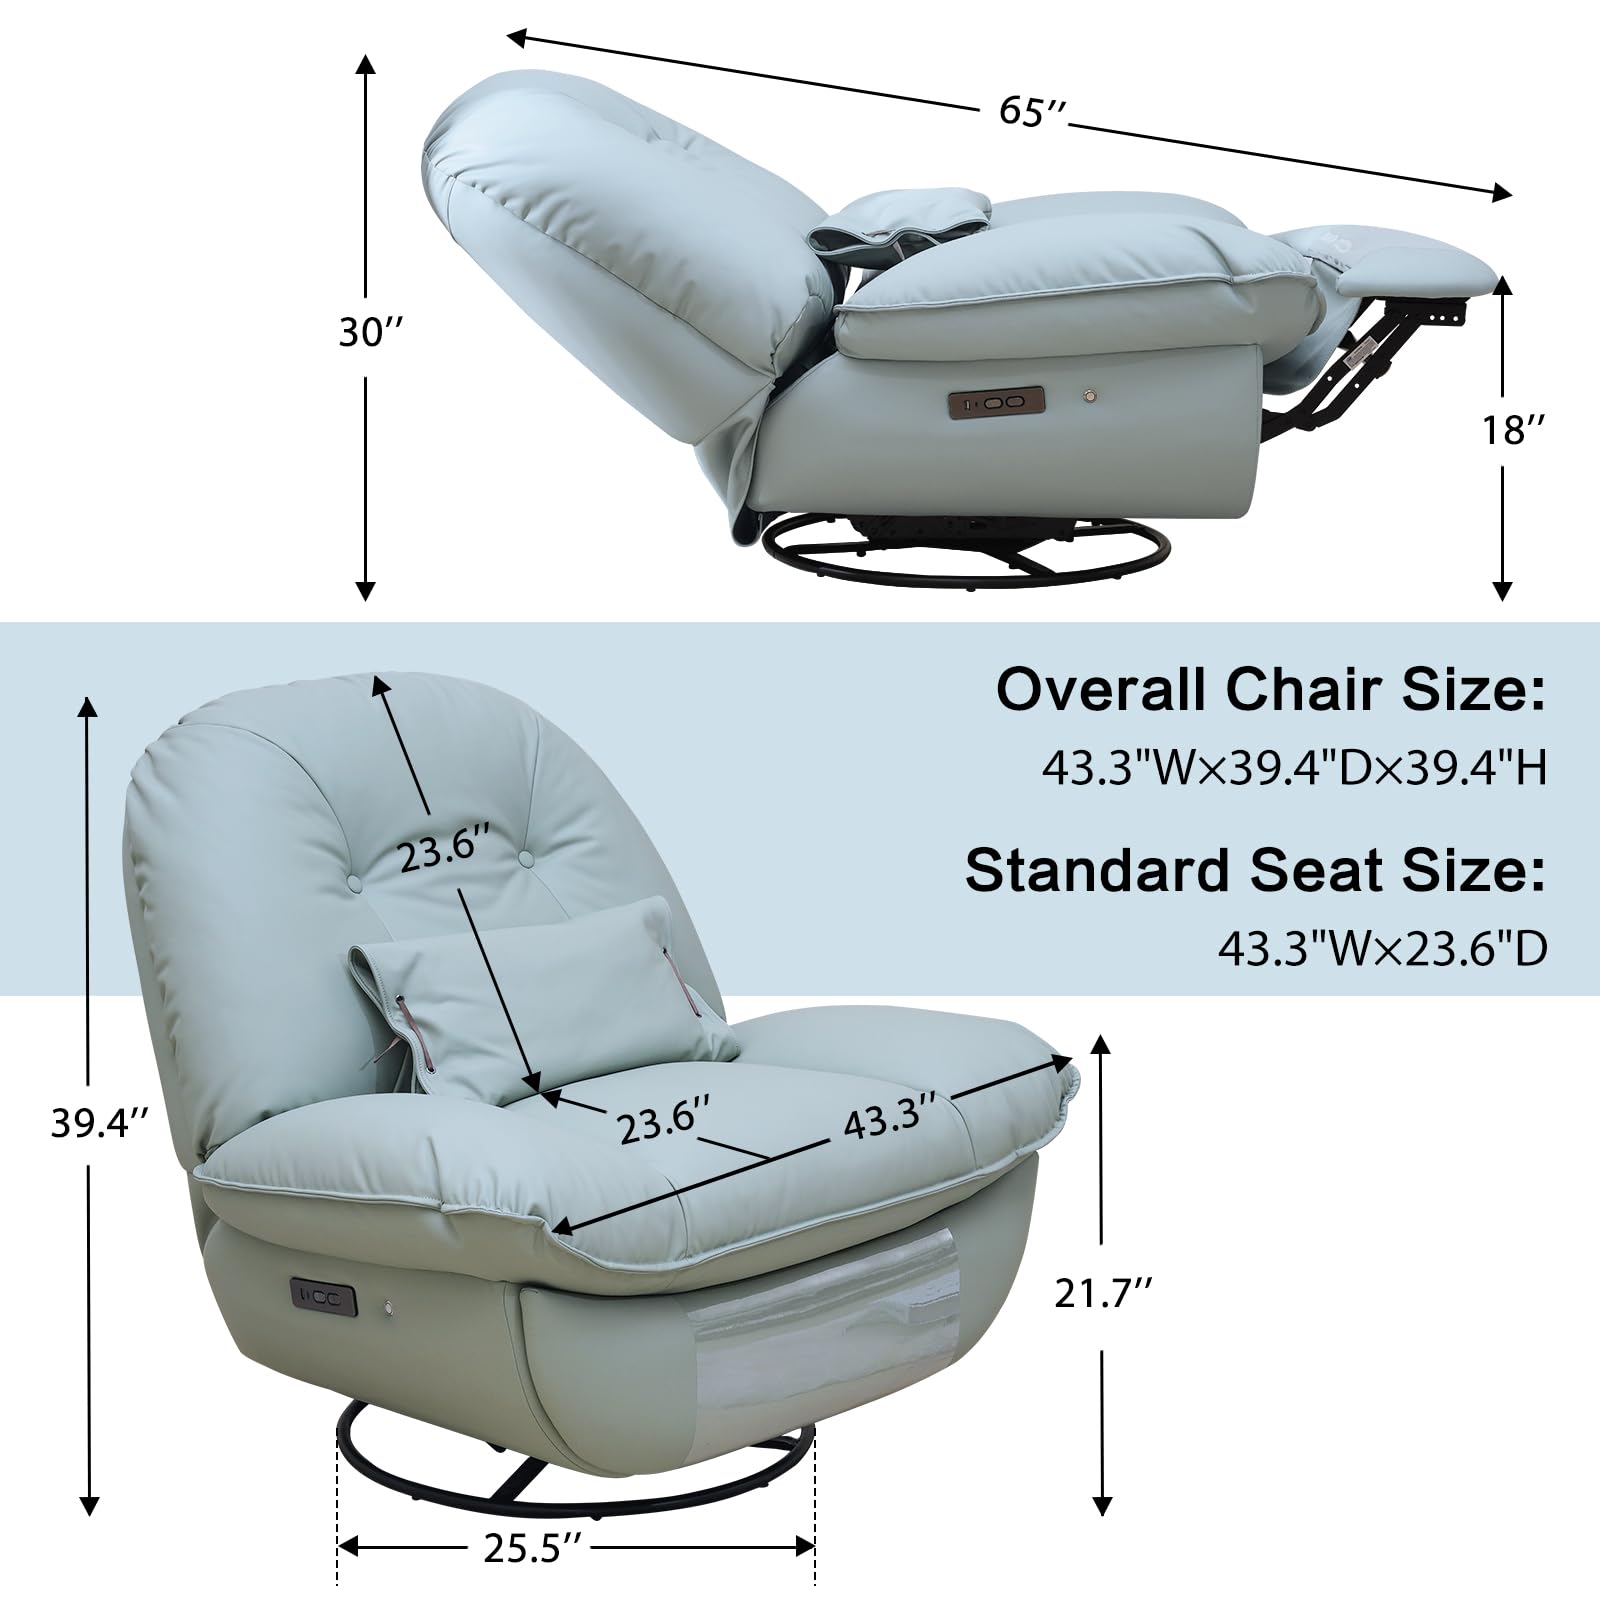 65’’
30’’
18’’
Overall Chair Size:
43.3"W×39.4"D×39.4"H
Standard Seat Size:
43.3"W×23.6"D
23.6’’
39.4’’
23.6’’
43.3’’
21.7’’
25.5’’